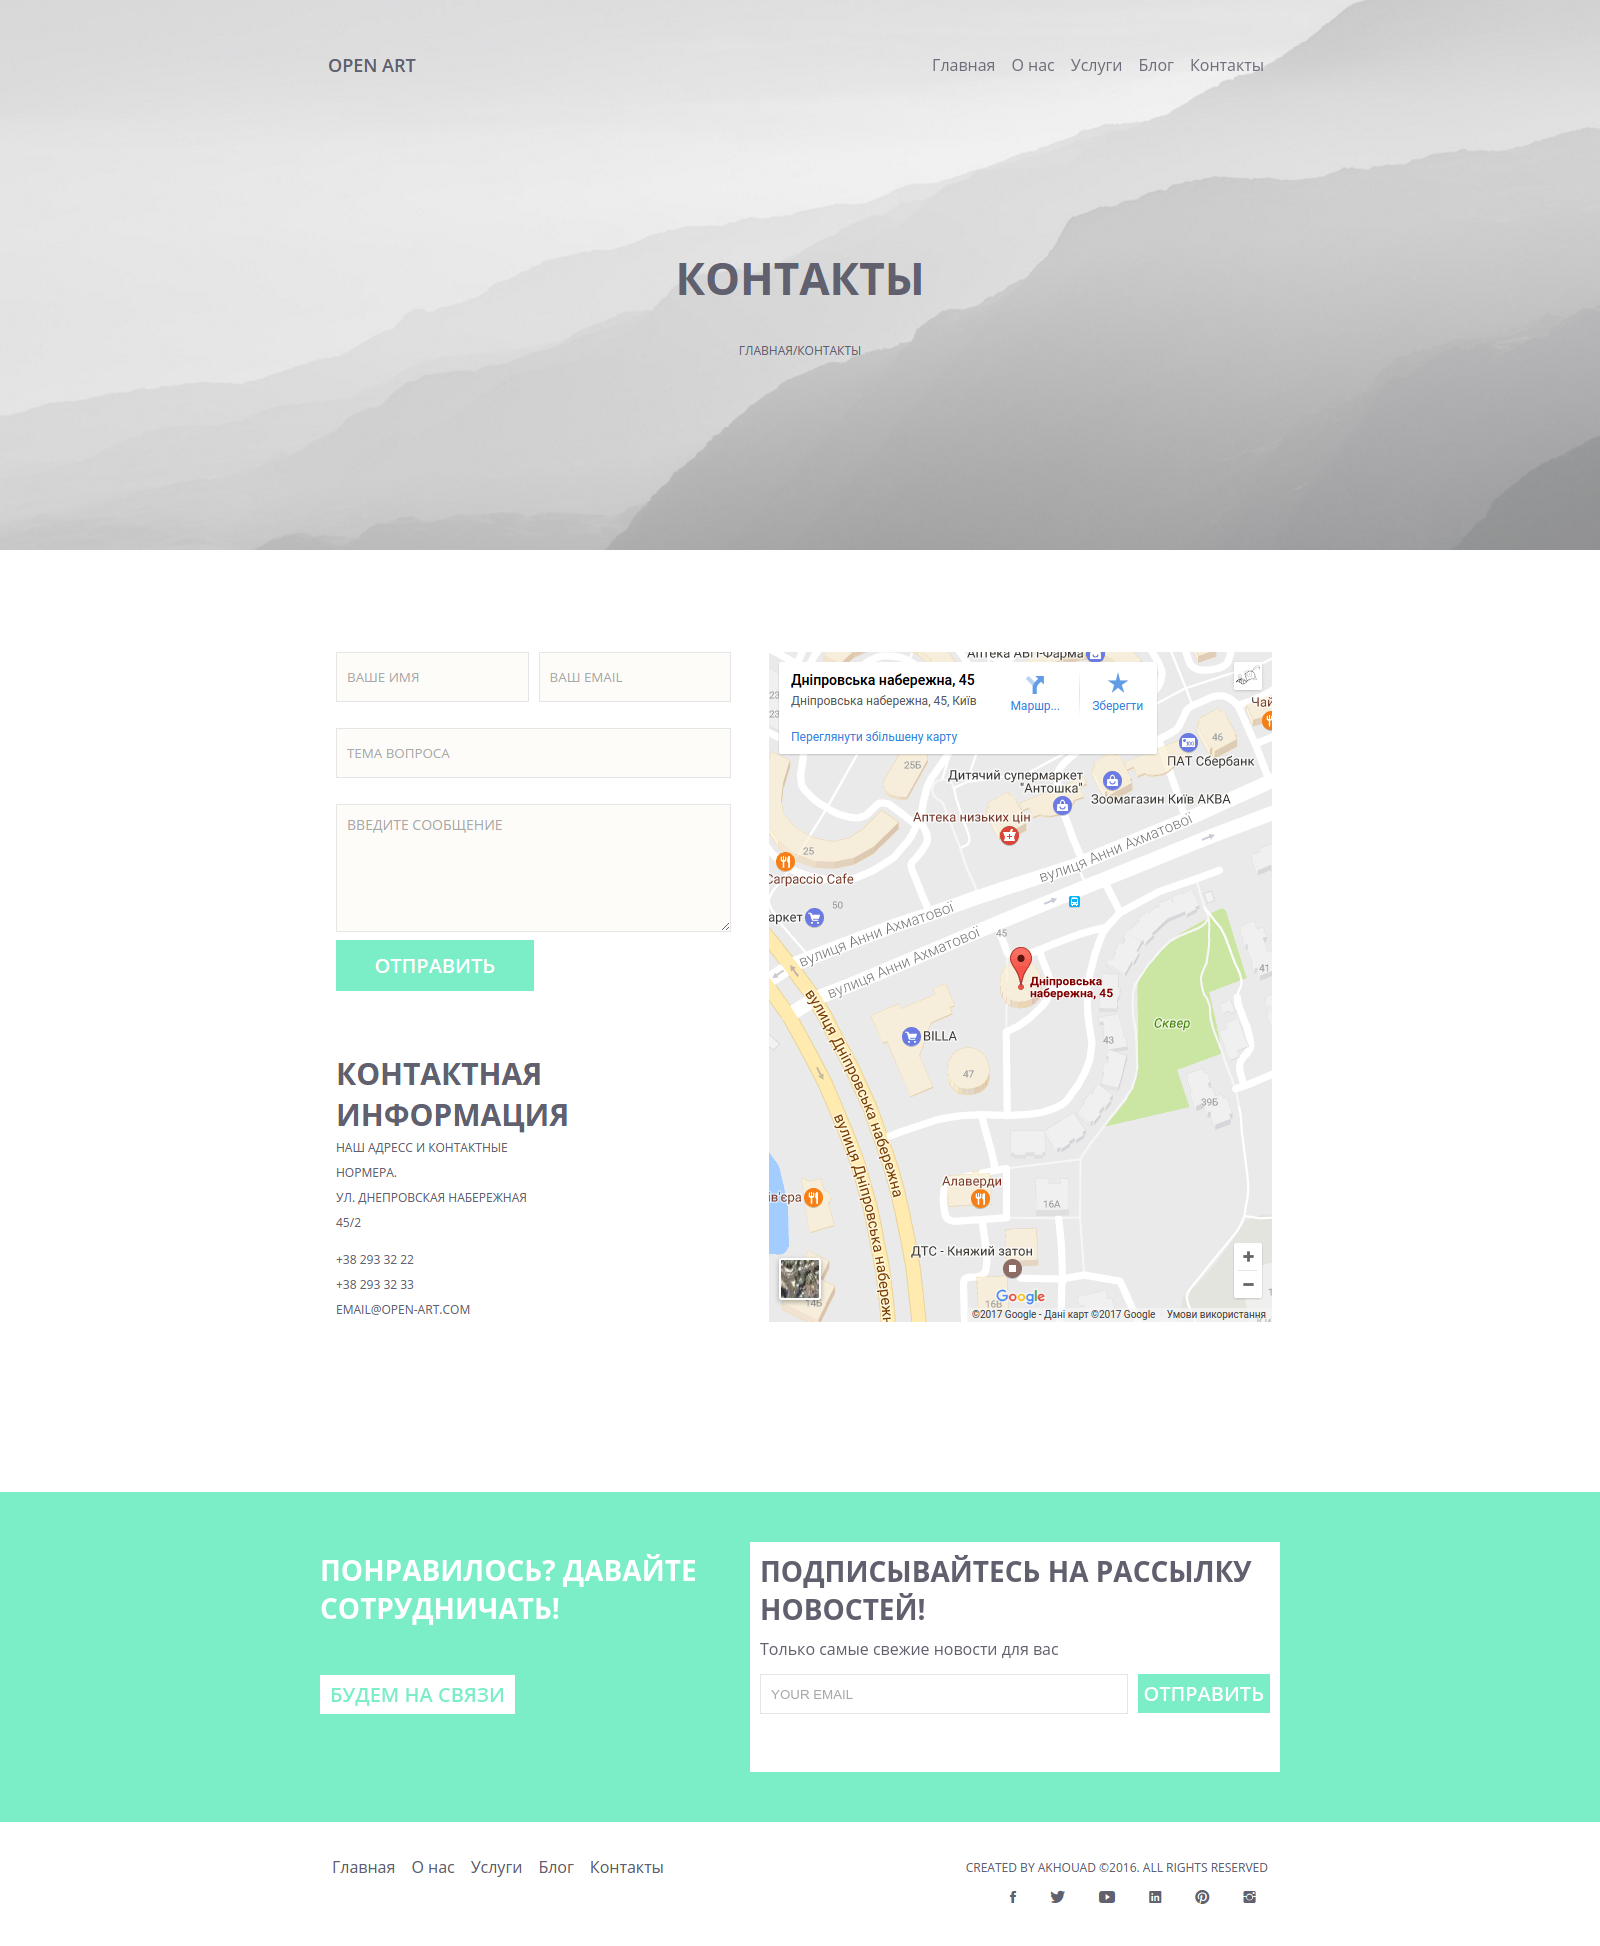 OPEN ART
Главная О нас Услуги Блог Контакты
КОНТАКТЫ
ГЛАВНАЯ/КОНТАКТЫ
ВАШЕ ИМЯ
ВАШ EMAIL
ТЕМА ВОПРОСА
ВВЕДИТЕ СООБЩЕНИЕ
ОТПРАВИТЬ
КОНТАКТНАЯ
ИНФОРМАЦИЯ
НАШ АДРЕСС И КОНТАКТНЫЕ
НОРМЕРА.
УЛ. ДНЕПРОВСКАЯ НАБЕРЕЖНАЯ
45/2
+38 293 32 22
+38 293 32 33
EMAIL@OPEN-ART.COM
Аптека АВП-Фарма
Дніпровська набережна, 45
Дніпровська набережна, 45, Київ
Маршр...
Зберегти
Переглянути збільшену карту
Чай
46
ПАТ Сбербанк
25Б
Дитячий супермаркет
"Антошка"
Зоомагазин Київ АКВА
Аптека низьких цін
вулиця Анни Ахматової
25
Carpaccio Cafe
50
аркет
вулиця Анни Ахматової
вулиця Анни Ахматової
45
41
Дніпровська
набережна, 45
Сквер
BILLA
43
47
39Б
вулиця Дніпровська набережна
вулиця Дніпровська набережн
Алаверди
ів'єра
16А
ДТС - Княжий затон
14Б
16Б
Google
©2017 Google - Дані карт ©2017 Google Умови використання
ПОНРАВИЛОСЬ? ДАВАЙТЕ
СОТРУДНИЧАТЬ!
БУДЕМ НА СВЯЗИ
ПОДПИСЫВАЙТЕСЬ НА РАССЫЛКУ
НОВОСТЕЙ!
Только самые свежие новости для вас
YOUR EMAIL
ОТПРАВИТЬ
Главная О нас Услуги Блог Контакты
CREATED BY AKHOUAD ©2016. ALL RIGHTS RESERVED